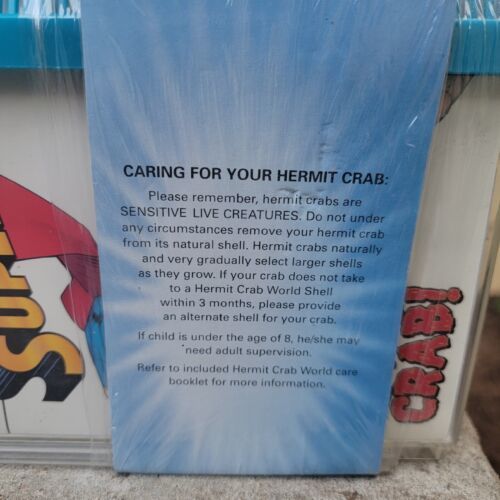 CARING FOR YOUR HERMIT CRAB:
Please remember, hermit crabs are
SENSITIVE LIVE CREATURES. Do not under
any circumstances remove your hermit crab
from its natural shell. Hermit crabs naturally
and very gradually select larger shells
as they grow. If your crab does not take
to a Hermit Crab World Shell
within 3 months, please provide
an alternate shell for your crab.
If child is under the age of 8, he/she may
need adult supervision.
Refer to included Hermit Crab World care
booklet for more information.
CRAB!